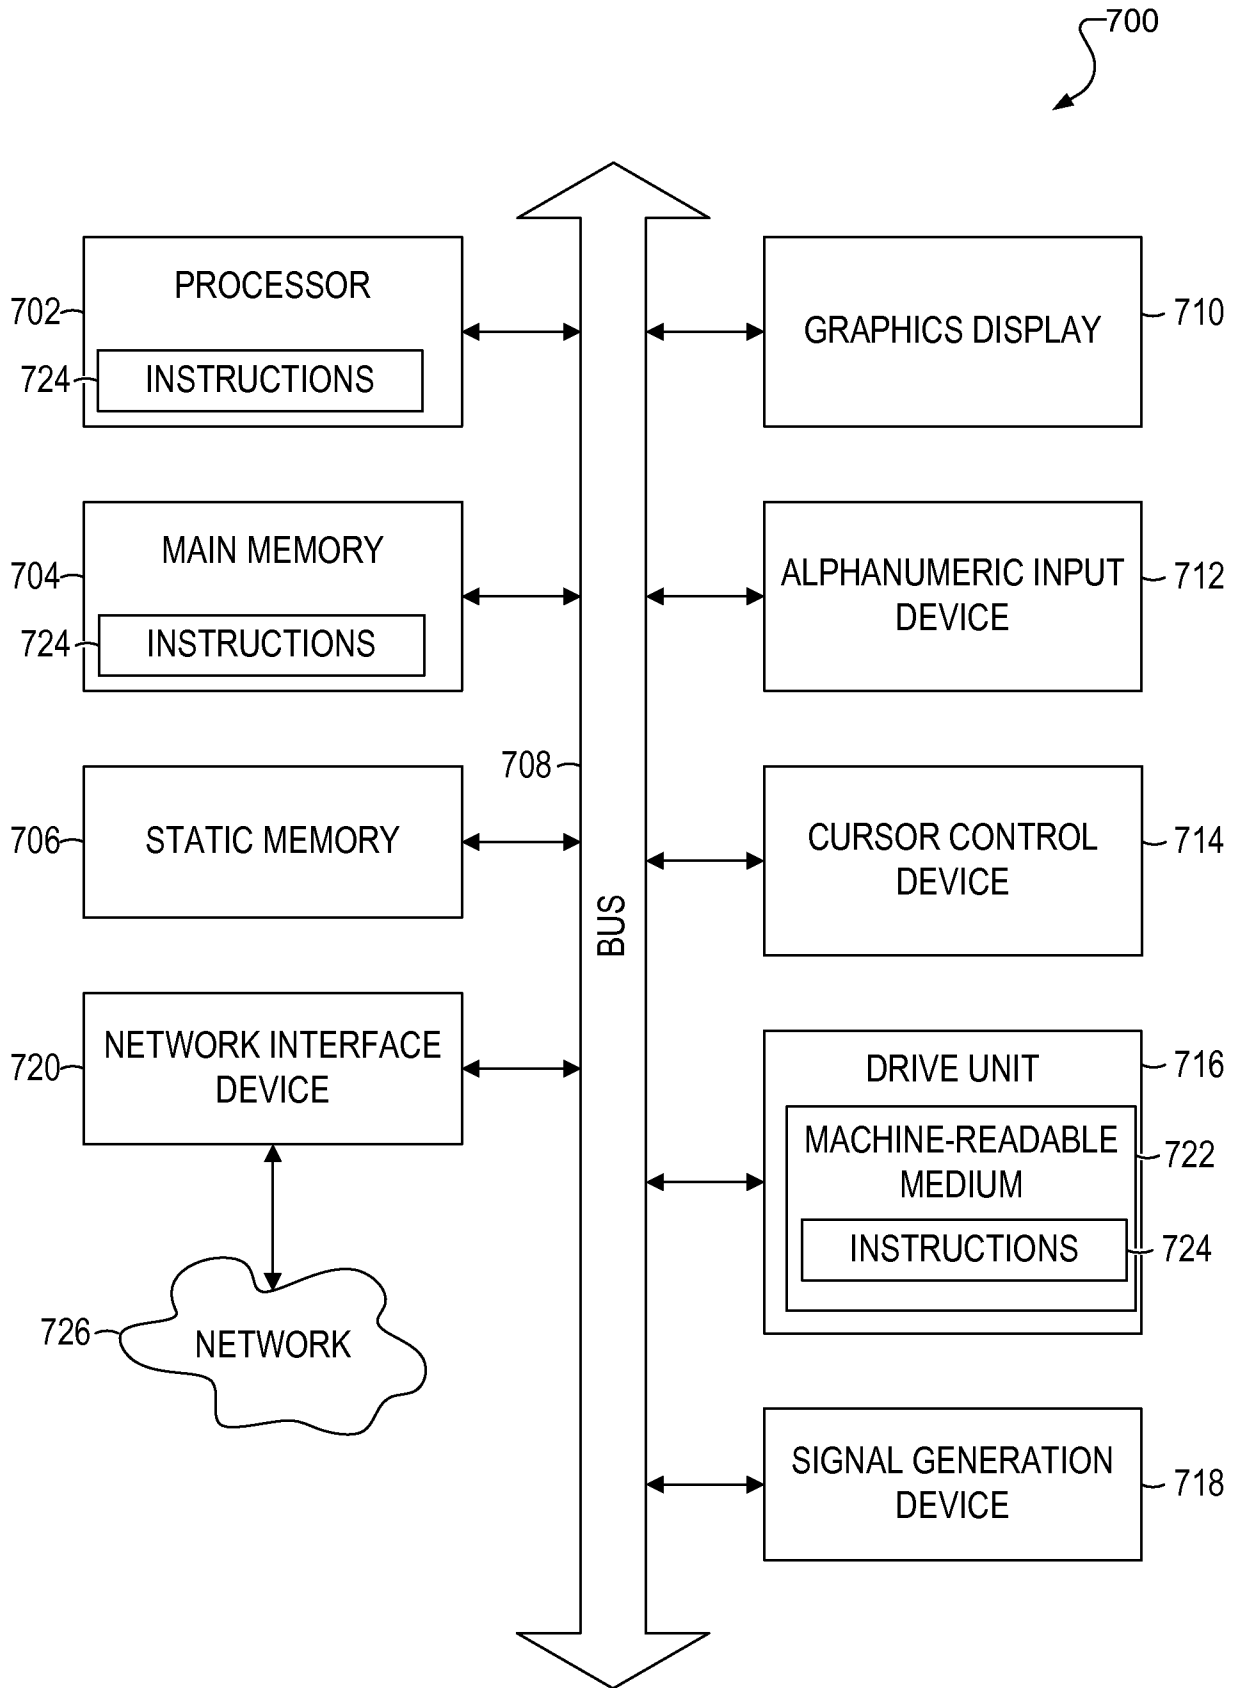 700
PROCESSOR
702
724
INSTRUCTIONS
MAIN MEMORY
704
724
INSTRUCTIONS
708
706
STATIC MEMORY
BUS
NETWORK INTERFACE
DEVICE
720
726
NETWORK
GRAPHICS DISPLAY
710
ALPHANUMERIC INPUT
DEVICE
712
CURSOR CONTROL
DEVICE
714
DRIVE UNIT
716
MACHINE-READABLE
MEDIUM
722
INSTRUCTIONS
724
SIGNAL GENERATION
DEVICE
718